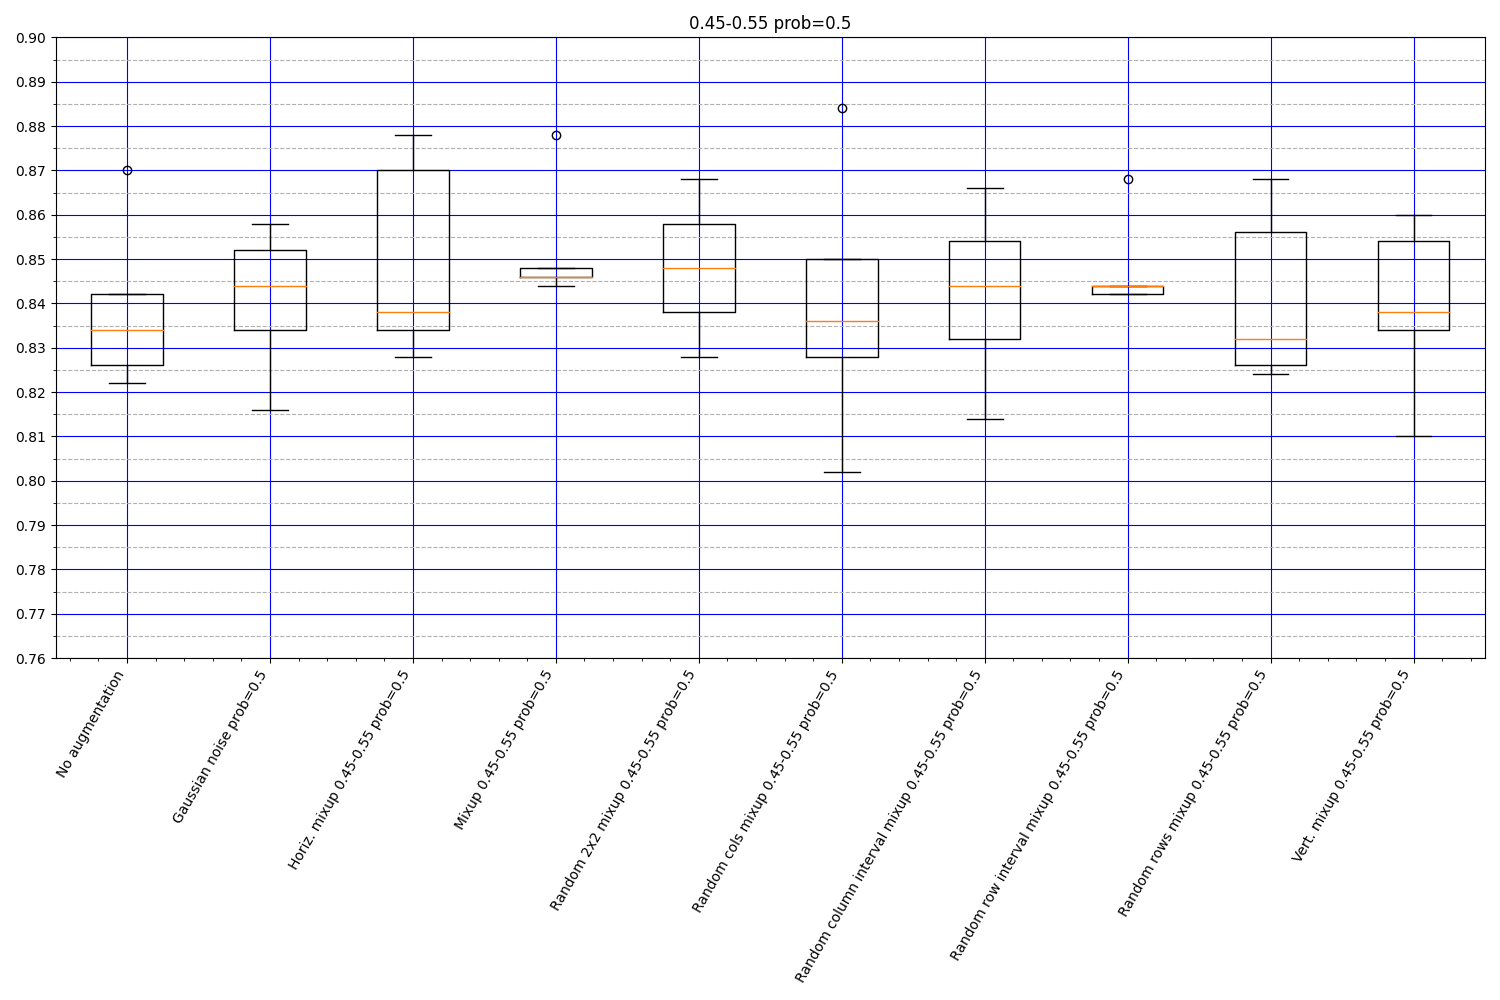 0.45-0.55 prob=0.5
0.90
0.89
0.88
0.87
0.86
0.85
0.84
0.83
0.82
0.81
0.80
0.79
0.78
0.77
0.76
No augmentation
Gaussian noise prob=0.5
Horiz. mixup 0.45-0.55 prob=0.5
Mixup 0.45-0.55 prob=0.5
Random 2x2 mixup 0.45-0.55 prob=0.5
Random cols mixup 0.45-0.55 prob=0.5
Random column interval mixup 0.45-0.55 prob=0.5
Random row interval mixup 0.45-0.55 prob=0.5
Random rows mixup 0.45-0.55 prob=0.5
Vert. mixup 0.45-0.55 prob=0.5